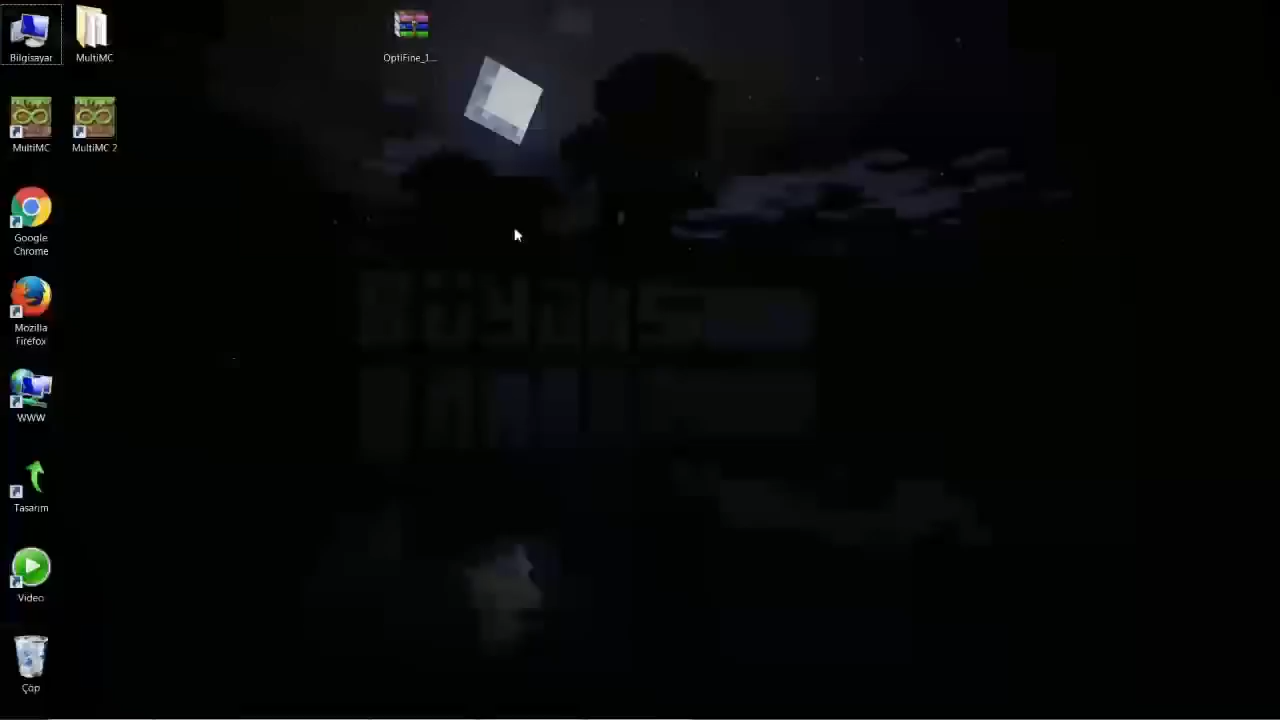 Bilgisayar
MultiMC
OptiFine_1...
MultiMC
MultiMC 2
Google
Chrome
Mozilla
Firefox
WWW
Tasarım
Video
Çöp